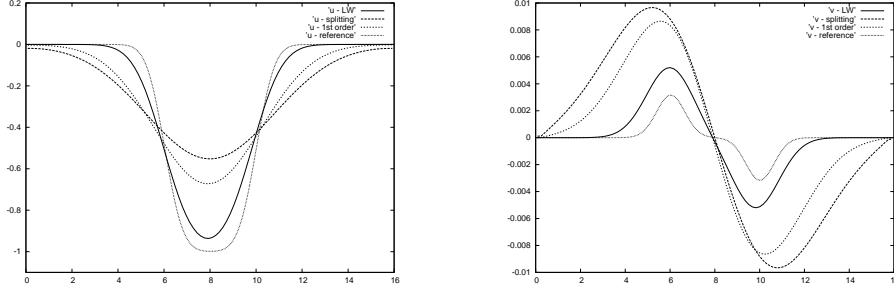 0.2
0
-0.2
-0.4
-0.6
-0.8
-1
0 2 4 6 8 10 12 14 16
'u - LW'
'u - splitting'
'u - 1st order'
'u - reference'
0.01
0.008
0.006
0.004
0.002
0
-0.002
-0.004
-0.006
-0.008
-0.01
0 2 4 6 8 10 12 14 16
'v - LW'
'v - splitting'
'v - 1st order'
'v - reference'